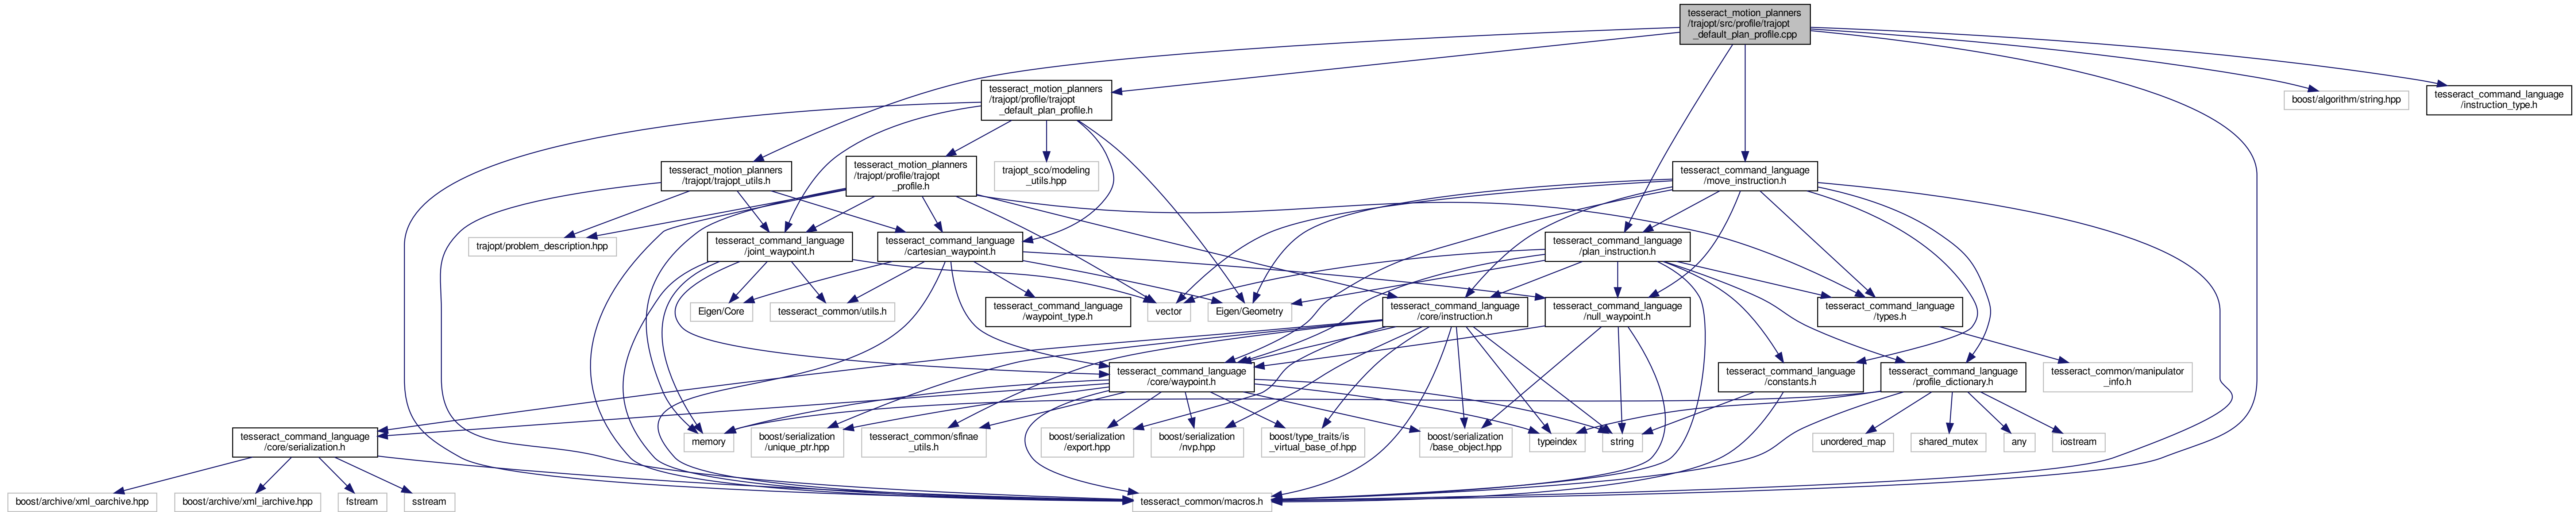 tesseract_motion_planners
/trajopt/src/profile/trajopt
_default_plan_profile.cpp
tesseract_motion_planners
/trajopt/profile/trajopt
_default_plan_profile.h
boost/algorithm/string.hpp
tesseract_command_language
/instruction_type.h
tesseract_motion_planners
/trajopt/trajopt_utils.h
tesseract_motion_planners
/trajopt/profile/trajopt
_profile.h
trajopt_sco/modeling
_utils.hpp
tesseract_command_language
/move_instruction.h
trajopt/problem_description.hpp
tesseract_command_language
/joint_waypoint.h
tesseract_command_language
/cartesian_waypoint.h
tesseract_command_language
/plan_instruction.h
Eigen/Core
tesseract_common/utils.h
tesseract_command_language
/waypoint_type.h
vector
Eigen/Geometry
tesseract_command_language
/core/instruction.h
tesseract_command_language
/null_waypoint.h
tesseract_command_language
/types.h
tesseract_command_language
/core/waypoint.h
tesseract_command_language
/constants.h
tesseract_command_language
/profile_dictionary.h
tesseract_common/manipulator
_info.h
tesseract_command_language
/core/serialization.h
memory
boost/serialization
/unique_ptr.hpp
tesseract_common/sfinae
_utils.h
boost/serialization
/export.hpp
boost/serialization
/nvp.hpp
boost/type_traits/is
_virtual_base_of.hpp
boost/serialization
/base_object.hpp
typeindex
string
unordered_map
shared_mutex
any
iostream
boost/archive/xml_oarchive.hpp
boost/archive/xml_iarchive.hpp
fstream
sstream
tesseract_common/macros.h